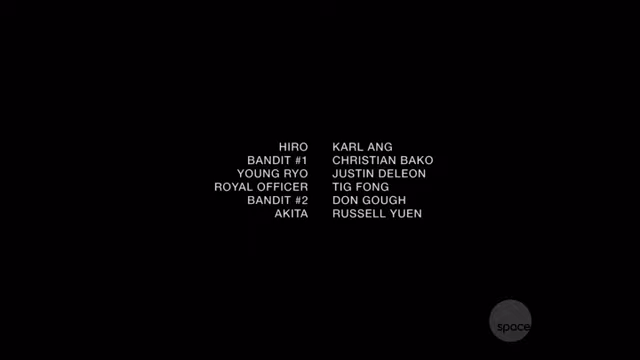 HIRO KARL ANG
BANDIT #1 CHRISTIAN BAKO
YOUNG RYO JUSTIN DELEON
ROYAL OFFICER TIG FONG
BANDIT #2 DON GOUGH
AKITA RUSSELL YUEN
space